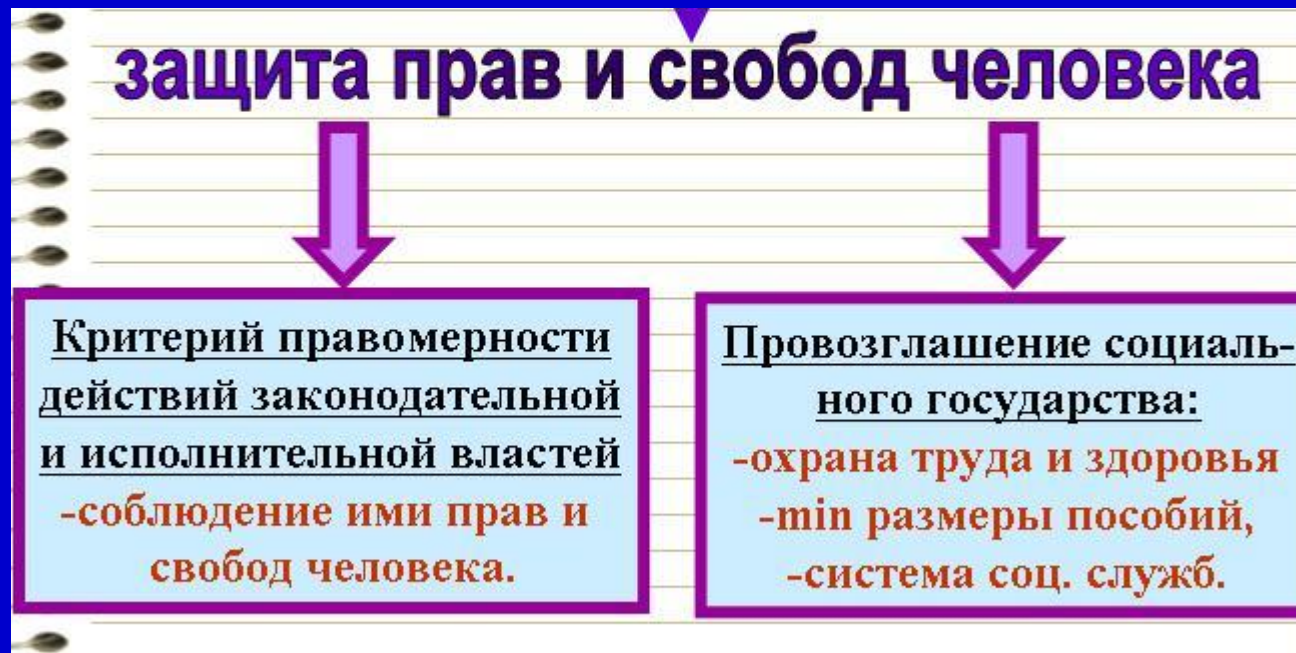 защита прав и свобод человека
Критерий правомерности
действий законодательной
и исполнительной властей
-соблюдение ими прав и
свобод человека.
Провозглашение социаль-
ного государства:
-охрана труда и здоровья
-min размеры пособий,
-система соц. служб.